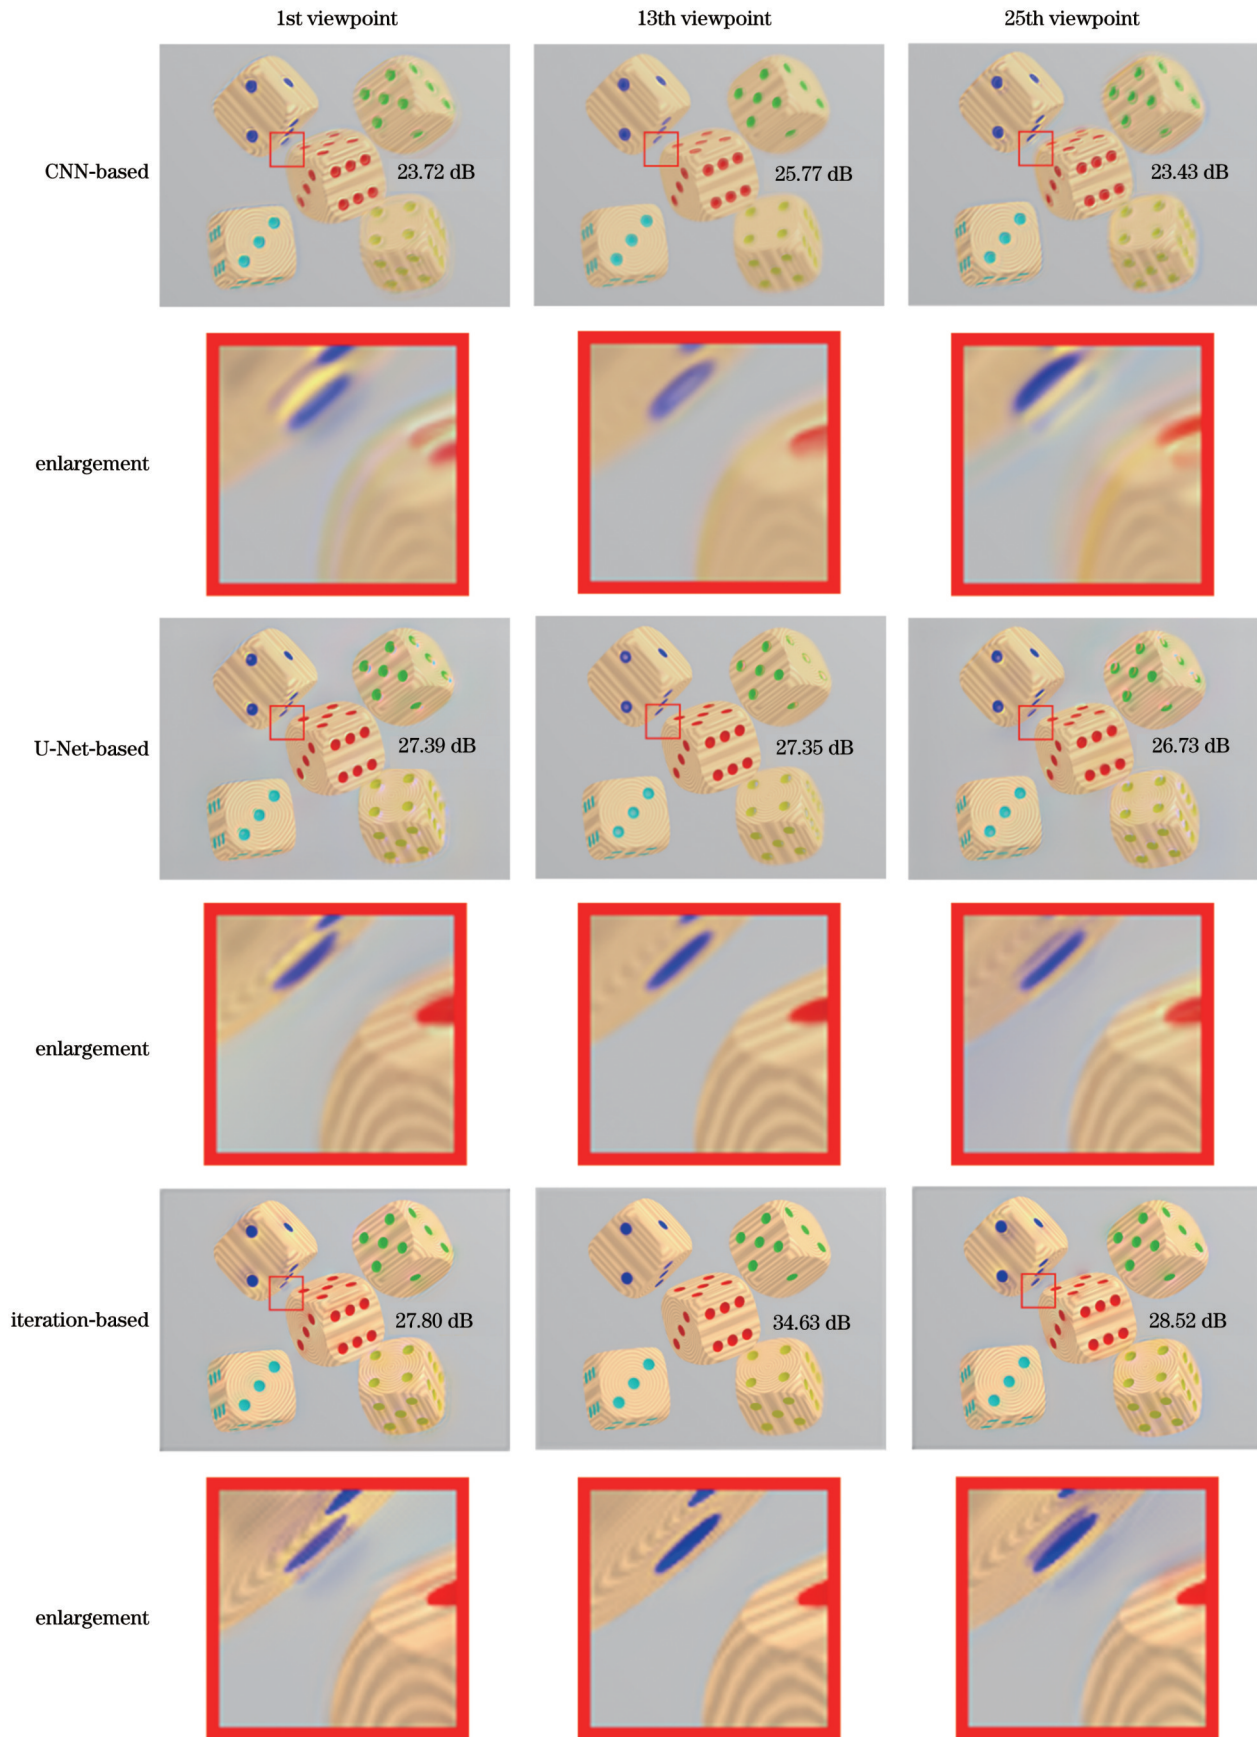 1st viewpoint 13th viewpoint 25th viewpoint
CNN-based 23.72 dB 25.77 dB 23.43 dB
enlargement
U-Net-based 27.39 dB 27.35 dB 26.73 dB
enlargement
iteration-based 27.80 dB 34.63 dB 28.52 dB
enlargement